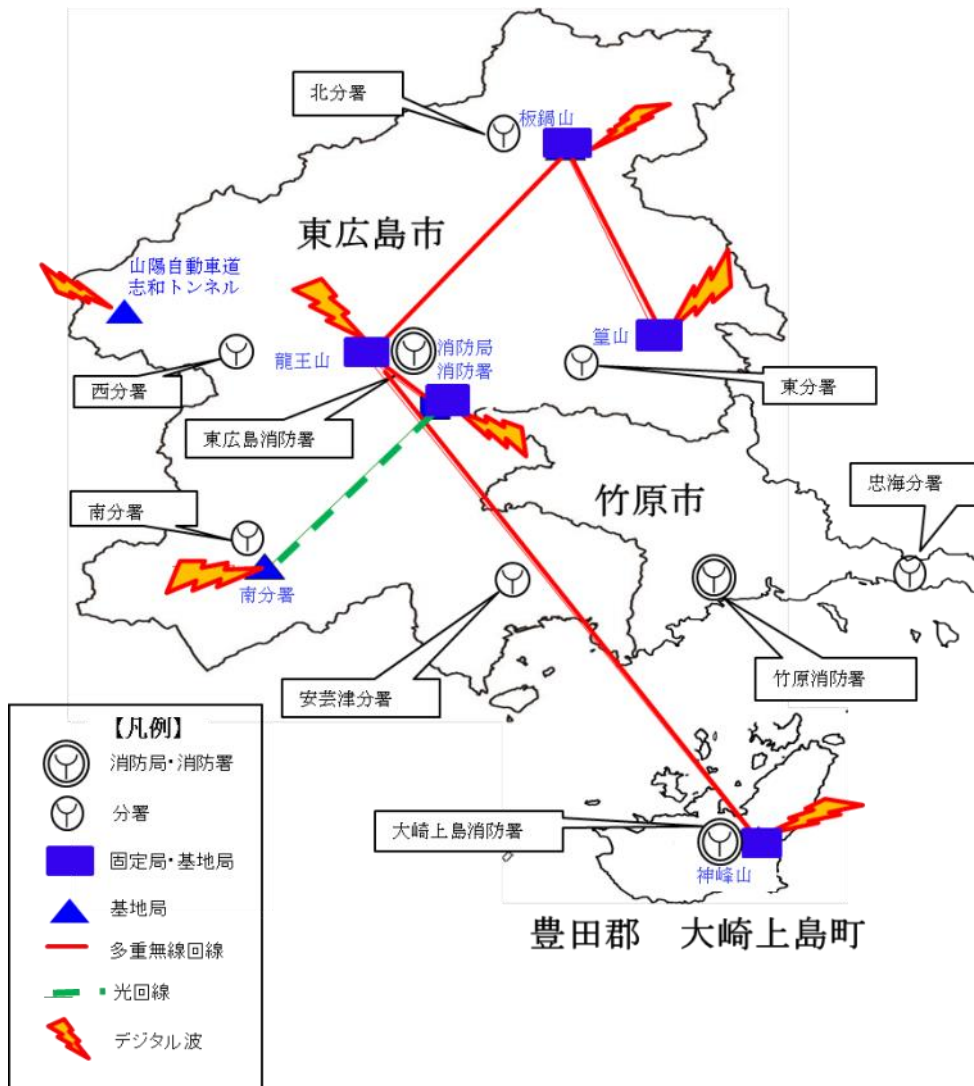 北分署
板鍋山
東広島市
山陽自動車道
志和トンネル
龍王山
消防局
消防署
篁山
西分署
東広島消防署
東分署
竹原市
忠海分署
南分署
南分署
安芸津分署
竹原消防署
大崎上島消防署
神峰山
豊田郡 大崎上島町
【凡例】
消防局・消防署
分署
固定局・基地局
基地局
多重無線回線
光回線
デジタル波